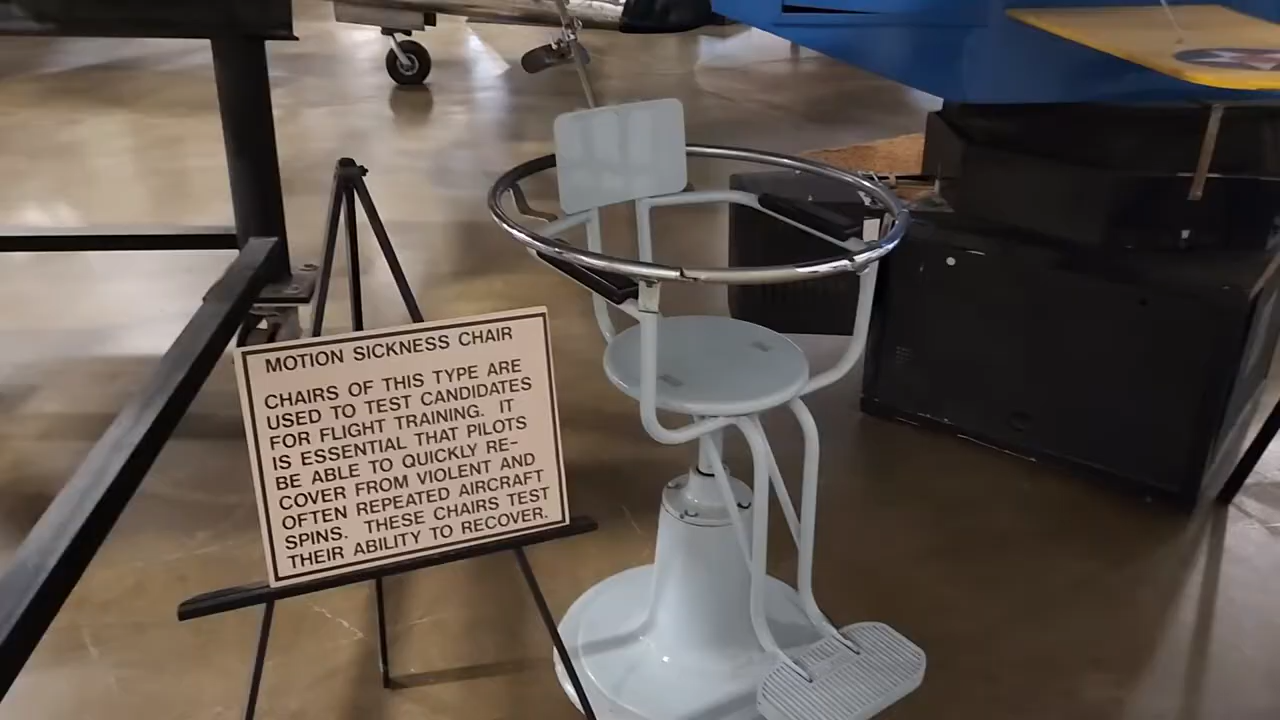 MOTION SICKNESS CHAIR
CHAIRS OF THIS TYPE ARE
USED TO TEST CANDIDATES
FOR FLIGHT TRAINING. IT
IS ESSENTIAL THAT PILOTS
BE ABLE TO QUICKLY RE-
COVER FROM VIOLENT AND
OFTEN REPEATED AIRCRAFT
SPINS. THESE CHAIRS TEST
THEIR ABILITY TO RECOVER.